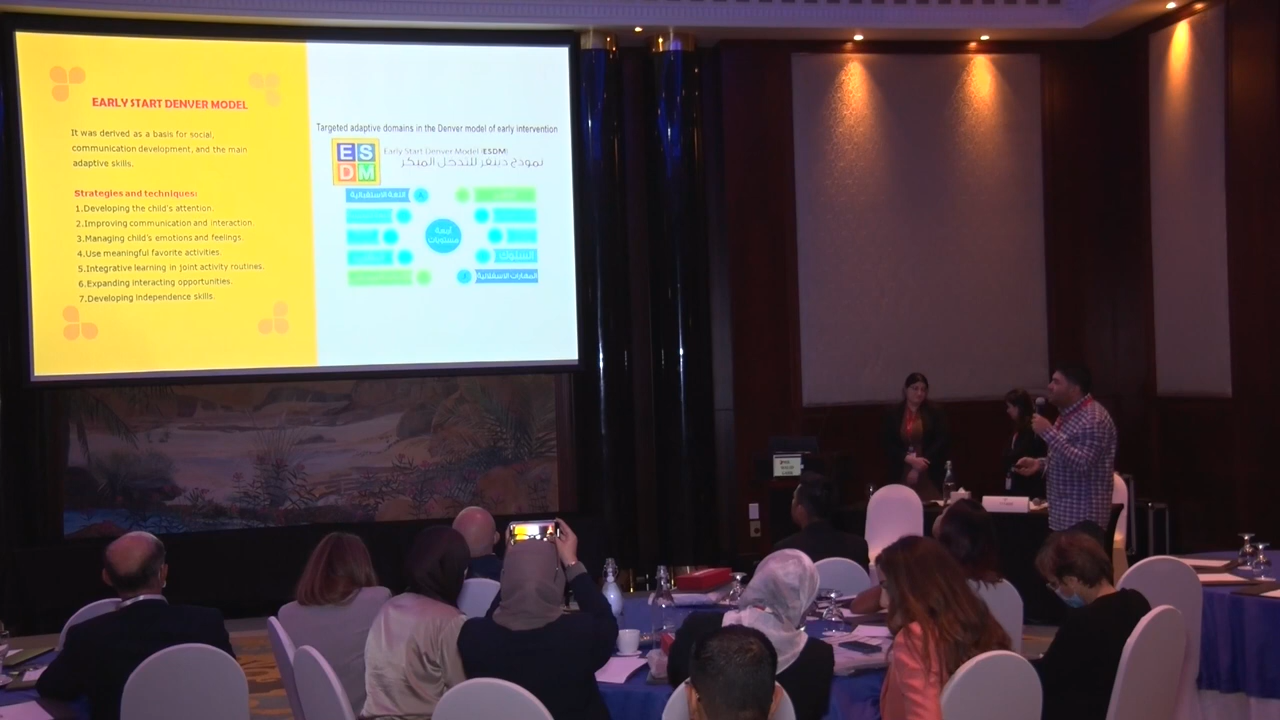 EARLY START DENVER MODEL
It was derived as a basis for social,
communication development, and the main
adaptive skills.
Strategies and techniques:
1.Developing the child's attention.
2.Improving communication and interaction.
3.Managing child's emotions and feelings.
4.Use meaningful favorite activities.
5.Integrative learning in joint activity routines.
6.Expanding interacting opportunities.
7.Developing independence skills.
Targeted adaptive domains in the Denver model of early intervention
ES
DM
Early Start Denver Model (ESDM)
نموذج دينفر للتدخل المبكر
اللغة الاستقبالية
أربعة
مستويات
السلوك
المهارات الاستقلالية